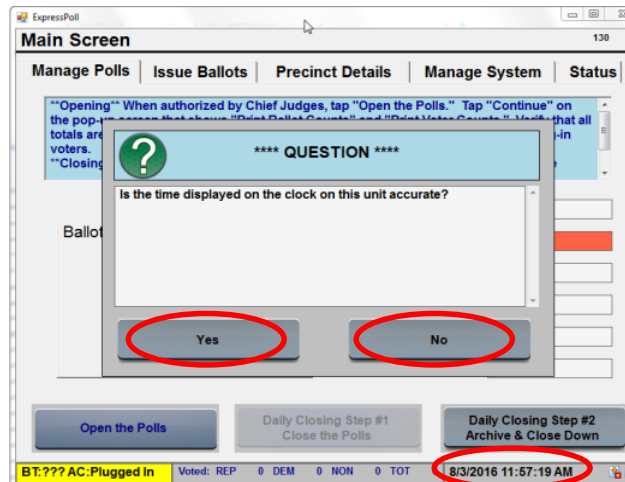 ExpressPoll
Main Screen
130
Manage Polls
Issue Ballots
Precinct Details
Manage System
Status
**Opening** When authorized by Chief Judges, tap "Open the Polls." Tap "Continue" on
the pop-up screen that shows "Print Ballot Counts" and "Print Voter Counts." Verify that all
totals are
-in
voters.
**Closing
**** QUESTION ****
Is the time displayed on the clock on this unit accurate?
Ballot
Yes
No
Open the Polls
Daily Closing Step #1
Close the Polls
Daily Closing Step #2
Archive & Close Down
BT:??? AC:Plugged In
Voted: REP 0 DEM 0 NON 0 TOT
8/3/2016 11:57:19 AM